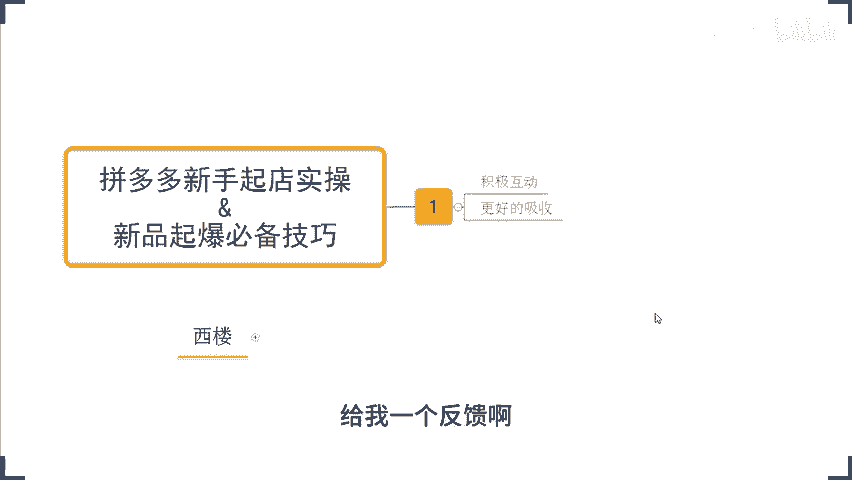 拼多多新手起店实操
&
新品起爆必备技巧
1
积极互动
更好的吸收
西楼
给我一个反馈啊